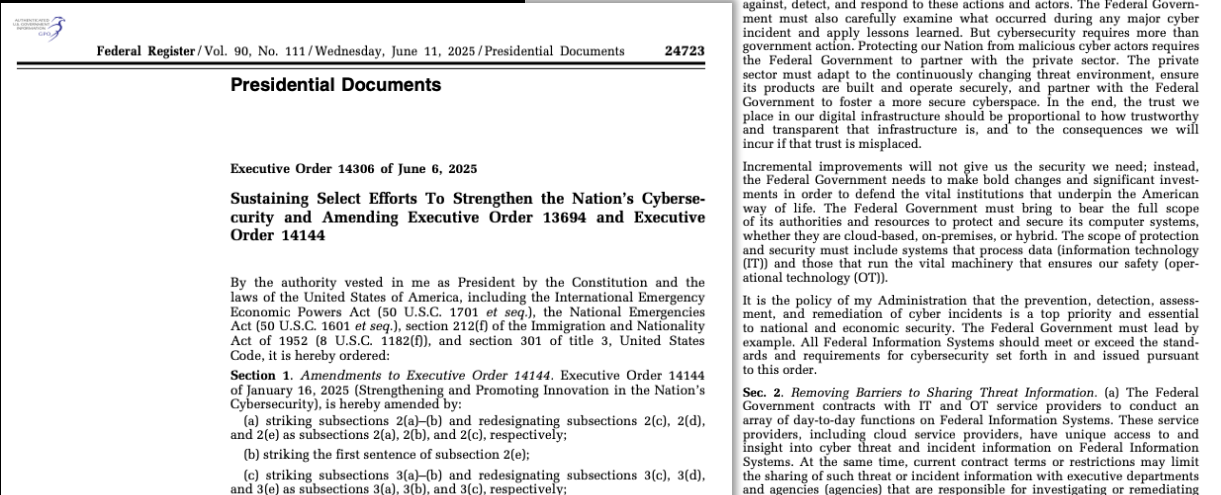 AUTHENTICATED
U.S. GOVERNMENT
INFORMATION
GPO
Federal Register / Vol. 90, No. 111 / Wednesday, June 11, 2025 / Presidential Documents 24723
Presidential Documents
Executive Order 14306 of June 6, 2025
Sustaining Select Efforts To Strengthen the Nation's Cyberse-
curity and Amending Executive Order 13694 and Executive
Order 14144
By the authority vested in me as President by the Constitution and the
laws of the United States of America, including the International Emergency
Economic Powers Act (50 U.S.C. 1701 et seq.), the National Emergencies
Act (50 U.S.C. 1601 et seq.), section 212(f) of the Immigration and Nationality
Act of 1952 (8 U.S.C. 1182(f)), and section 301 of title 3, United States
Code, it is hereby ordered:
Section 1. Amendments to Executive Order 14144. Executive Order 14144
of January 16, 2025 (Strengthening and Promoting Innovation in the Nation's
Cybersecurity), is hereby amended by:
(a) striking subsections 2(a)–(b) and redesignating subsections 2(c), 2(d),
and 2(e) as subsections 2(a), 2(b), and 2(c), respectively;
(b) striking the first sentence of subsection 2(e);
(c) striking subsections 3(a)–(b) and redesignating subsections 3(c), 3(d),
and 3(e) as subsections 3(a), 3(b), and 3(c), respectively;
against, detect, and respond to these actions and actors. The Federal Govern-
ment must also carefully examine what occurred during any major cyber
incident and apply lessons learned. But cybersecurity requires more than
government action. Protecting our Nation from malicious cyber actors requires
the Federal Government to partner with the private sector. The private
sector must adapt to the continuously changing threat environment, ensure
its products are built and operate securely, and partner with the Federal
Government to foster a more secure cyberspace. In the end, the trust we
place in our digital infrastructure should be proportional to how trustworthy
and transparent that infrastructure is, and to the consequences we will
incur if that trust is misplaced.
Incremental improvements will not give us the security we need; instead,
the Federal Government needs to make bold changes and significant invest-
ments in order to defend the vital institutions that underpin the American
way of life. The Federal Government must bring to bear the full scope
of its authorities and resources to protect and secure its computer systems,
whether they are cloud-based, on-premises, or hybrid. The scope of protection
and security must include systems that process data (information technology
(IT)) and those that run the vital machinery that ensures our safety (oper-
ational technology (OT)).
It is the policy of my Administration that the prevention, detection, assess-
ment, and remediation of cyber incidents is a top priority and essential
to national and economic security. The Federal Government must lead by
example. All Federal Information Systems should meet or exceed the stand-
ards and requirements for cybersecurity set forth in and issued pursuant
to this order.
Sec. 2. Removing Barriers to Sharing Threat Information. (a) The Federal
Government contracts with IT and OT service providers to conduct an
array of day-to-day functions on Federal Information Systems. These service
providers, including cloud service providers, have unique access to and
insight into cyber threat and incident information on Federal Information
Systems. At the same time, current contract terms or restrictions may limit
the sharing of such threat or incident information with executive departments
and agencies (agencies) that are responsible for investigating or remediating